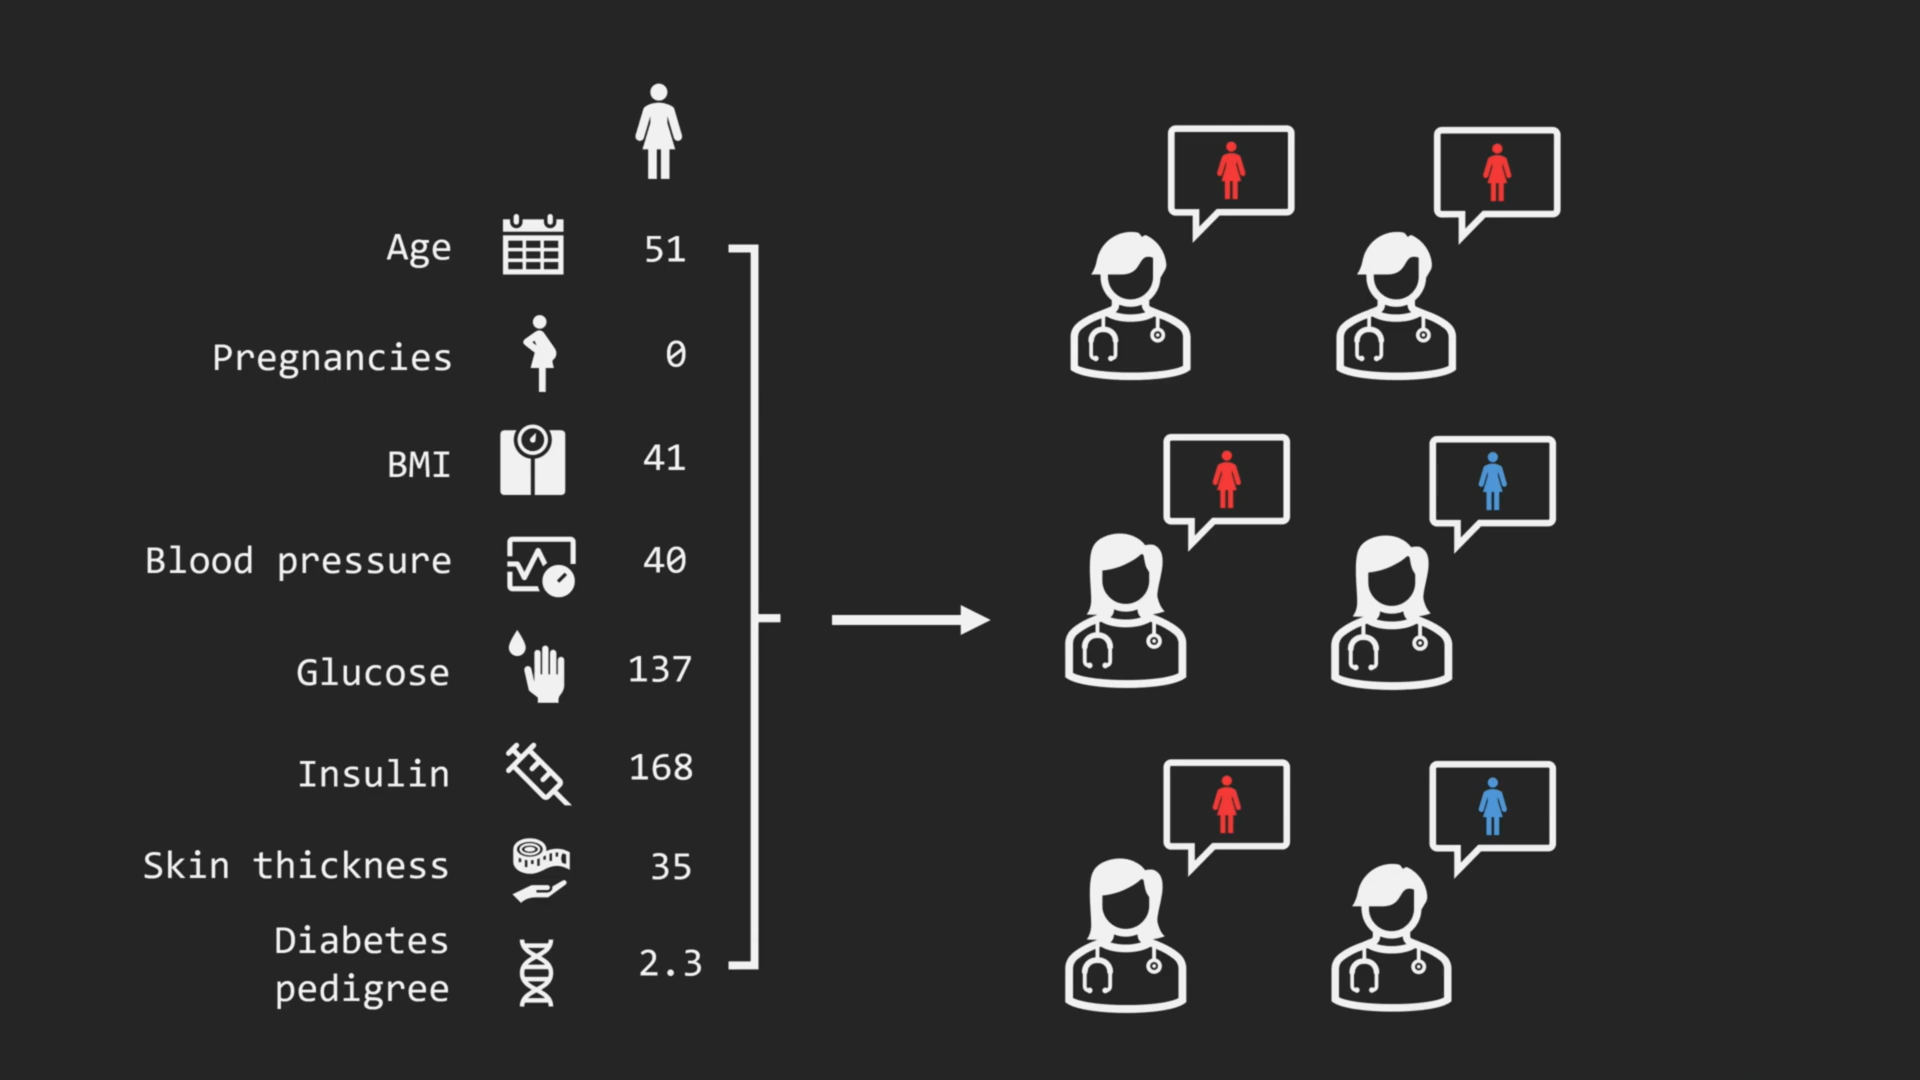 Age 51
Pregnancies 0
BMI 41
Blood pressure 40
Glucose 137
Insulin 168
Skin thickness 35
Diabetes
pedigree 2.3